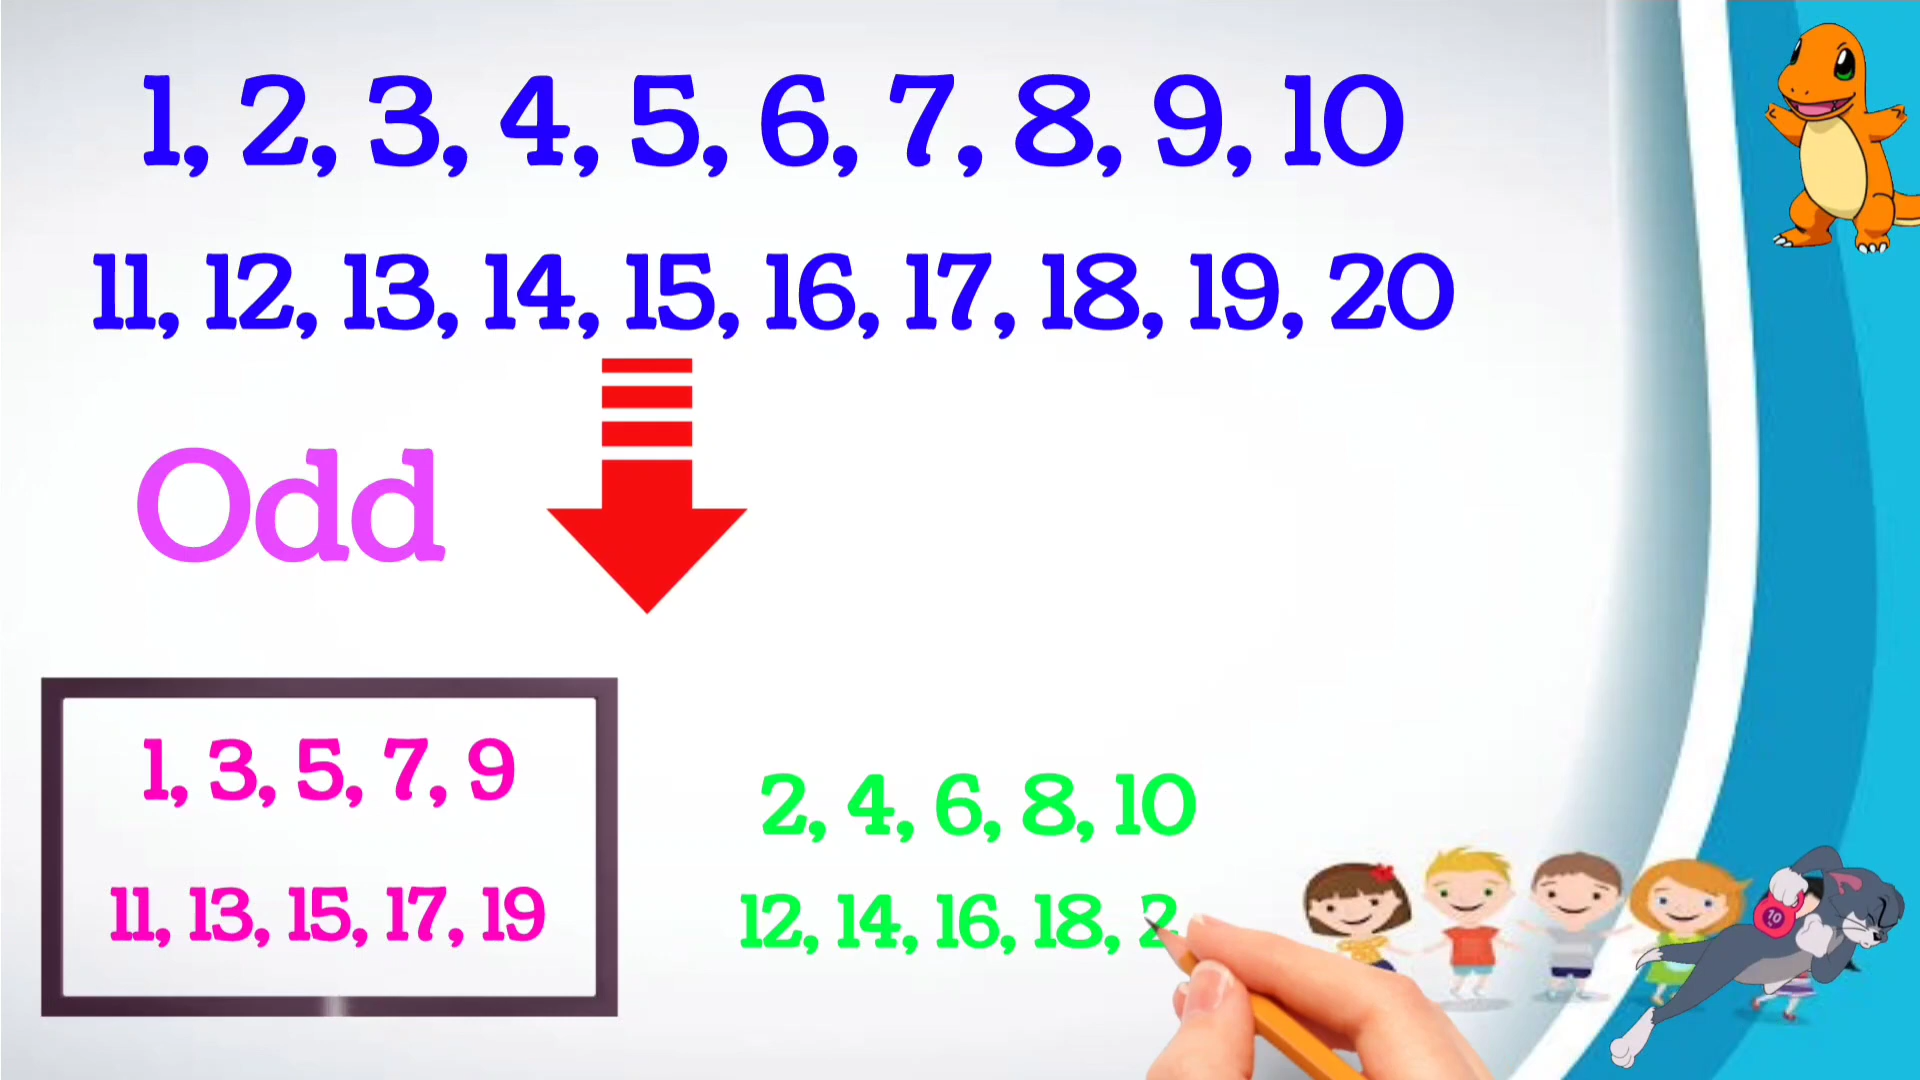 1, 2, 3, 4, 5, 6, 7, 8, 9, 10
11, 12, 13, 14, 15, 16, 17, 18, 19, 20
Odd
1, 3, 5, 7, 9
11, 13, 15, 17, 19
2, 4, 6, 8, 10
12, 14, 16, 18, 2
10